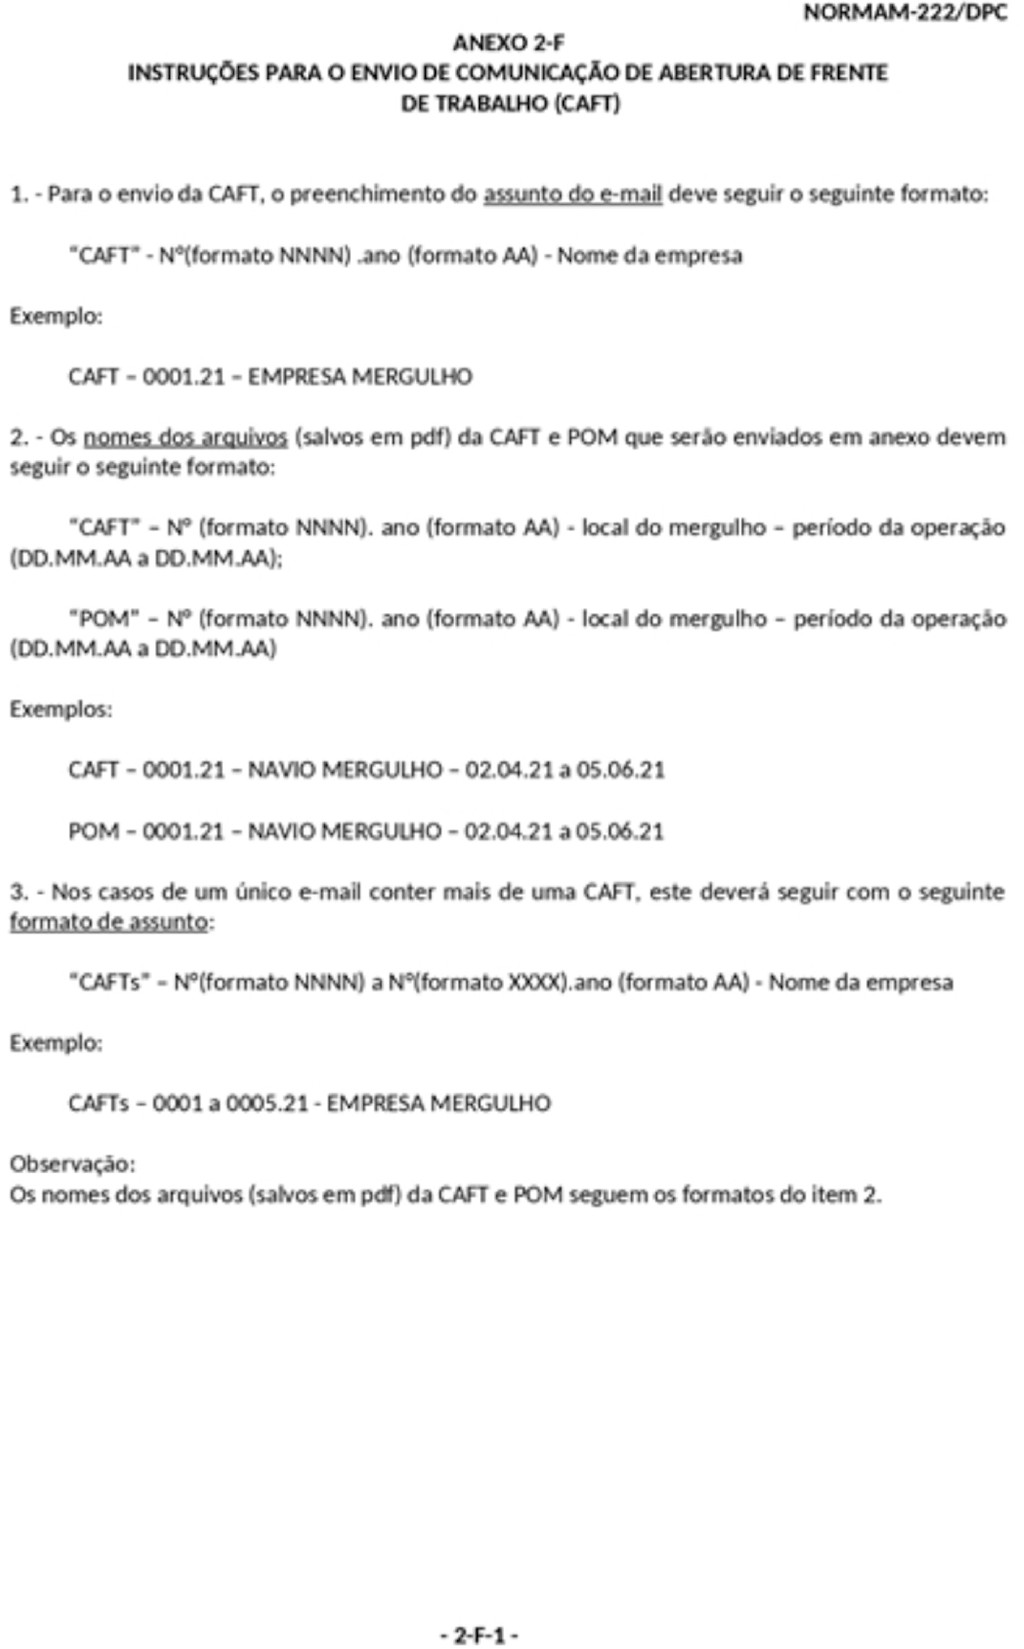 NORMAM-222/DPC
ANEXO 2-F
INSTRUÇÕES PARA O ENVIO DE COMUNICAÇÃO DE ABERTURA DE FRENTE
DE TRABALHO (CAFT)
1. - Para o envio da CAFT, o preenchimento do assunto do e-mail deve seguir o seguinte formato:
"CAFT" - Nº(formato NNNN) .ano (formato AA) - Nome da empresa
Exemplo:
CAFT – 0001.21 – EMPRESA MERGULHO
2. - Os nomes dos arquivos (salvos em pdf) da CAFT e POM que serão enviados em anexo devem
seguir o seguinte formato:
"CAFT" – Nº (formato NNNN). ano (formato AA) - local do mergulho – período da operação
(DD.MM.AA a DD.MM.AA);
"POM" – Nº (formato NNNN). ano (formato AA) - local do mergulho – período da operação
(DD.MM.AA a DD.MM.AA)
Exemplos:
CAFT – 0001.21 – NAVIO MERGULHO – 02.04.21 a 05.06.21
POM – 0001.21 – NAVIO MERGULHO – 02.04.21 a 05.06.21
3. - Nos casos de um único e-mail conter mais de uma CAFT, este deverá seguir com o seguinte
formato de assunto:
"CAFTs" – Nº(formato NNNN) a Nº(formato XXXX).ano (formato AA) - Nome da empresa
Exemplo:
CAFTs – 0001 a 0005.21 - EMPRESA MERGULHO
Observação:
Os nomes dos arquivos (salvos em pdf) da CAFT e POM seguem os formatos do item 2.
- 2-F-1 -